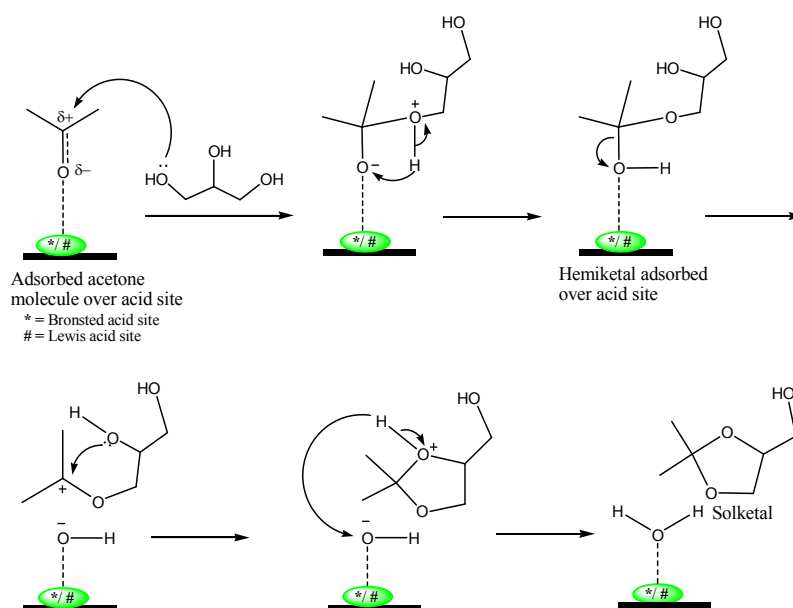 HO
HO
δ+
O δ−
HO
OH
OH
*/ #
Adsorbed acetone
molecule over acid site
* = Bronsted acid site
# = Lewis acid site
+
O
O−
H
*/ #
HO
HO
O
O
H
*/ #
Hemiketal adsorbed
over acid site
HO
H
O
+
O
−
O
H
*/ #
HO
H
O+
O
−
O
H
*/ #
HO
O
O
Solketal
H
H
O
*/ #